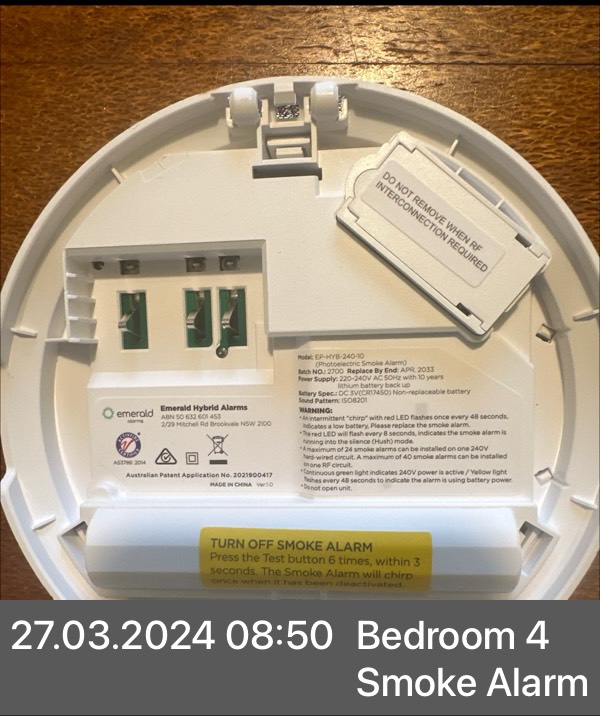 DO NOT REMOVE WHEN RF
INTERCONNECTION REQUIRED
Model: EP-HYB-240-10
(Photoelectric Smoke Alarm)
Batch NO.: 2700 Replace By End: APR, 2033
Power Supply: 220-240V AC 50Hz with 10 years
lithium battery back up
Battery Spec.: DC 3V(CR17450) Non-replaceable battery
Sound Pattern: ISO8201
WARNING:
• An intermittent "chirp" with red LED flashes once every 48 seconds,
indicates a low battery, Please replace the smoke alarm.
• The red LED will flash every 8 seconds, indicates the smoke alarm is
running into the silence (Hush) mode.
• A maximum of 24 smoke alarms can be installed on one 240V
hard-wired circuit. A maximum of 40 smoke alarms can be installed
on one RF circuit.
• Continuous green light indicates 240V power is active / Yellow light
flashes every 48 seconds to indicate the alarm is using battery power.
• Do not open unit.
emerald
alarms
Emerald Hybrid Alarms
ABN 50 632 601 453
2/29 Mitchell Rd Brookvale NSW 2100
AS3786: 2014
Australian Patent Application No. 2021900417
MADE IN CHINA Ver:1.0
TURN OFF SMOKE ALARM
Press the Test button 6 times, within 3
seconds. The Smoke Alarm will chirp
once when it has been deactivated.
27.03.2024 08:50 Bedroom 4
Smoke Alarm